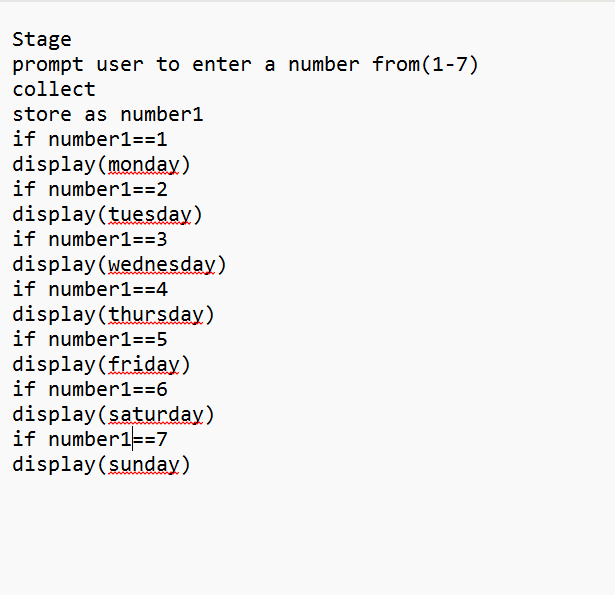 Stage
prompt user to enter a number from(1-7)
collect
store as number1
if number1==1
display(monday)
if number1==2
display(tuesday)
if number1==3
display(wednesday)
if number1==4
display(thursday)
if number1==5
display(friday)
if number1==6
display(saturday)
if number1==7
display(sunday)